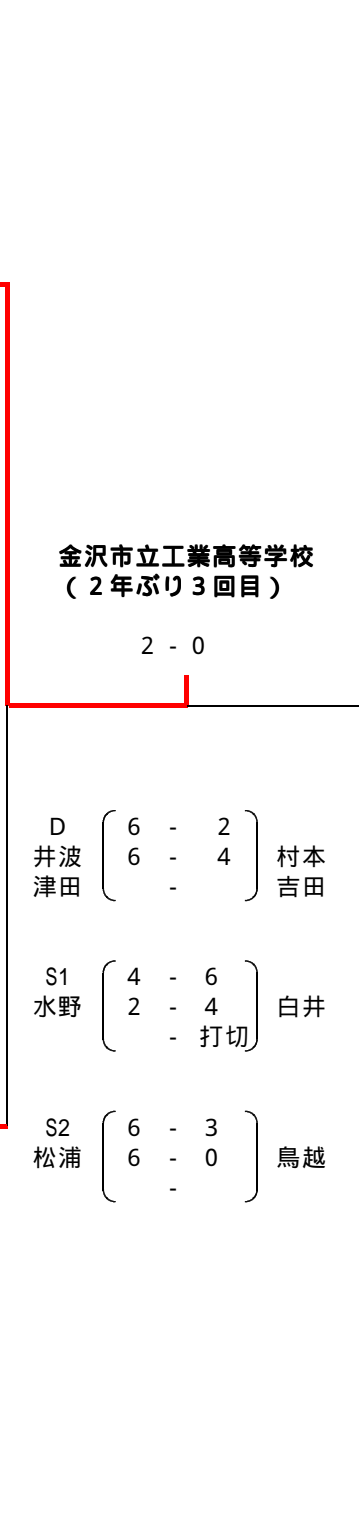 金沢市立工業高等学校
(2年ぶり3回目)
2 - 0
D 6 - 2
井波 6 - 4 村本
津田 - 吉田
S1 4 - 6
水野 2 - 4 白井
- 打切
S2 6 - 3
松浦 6 - 0 鳥越
-